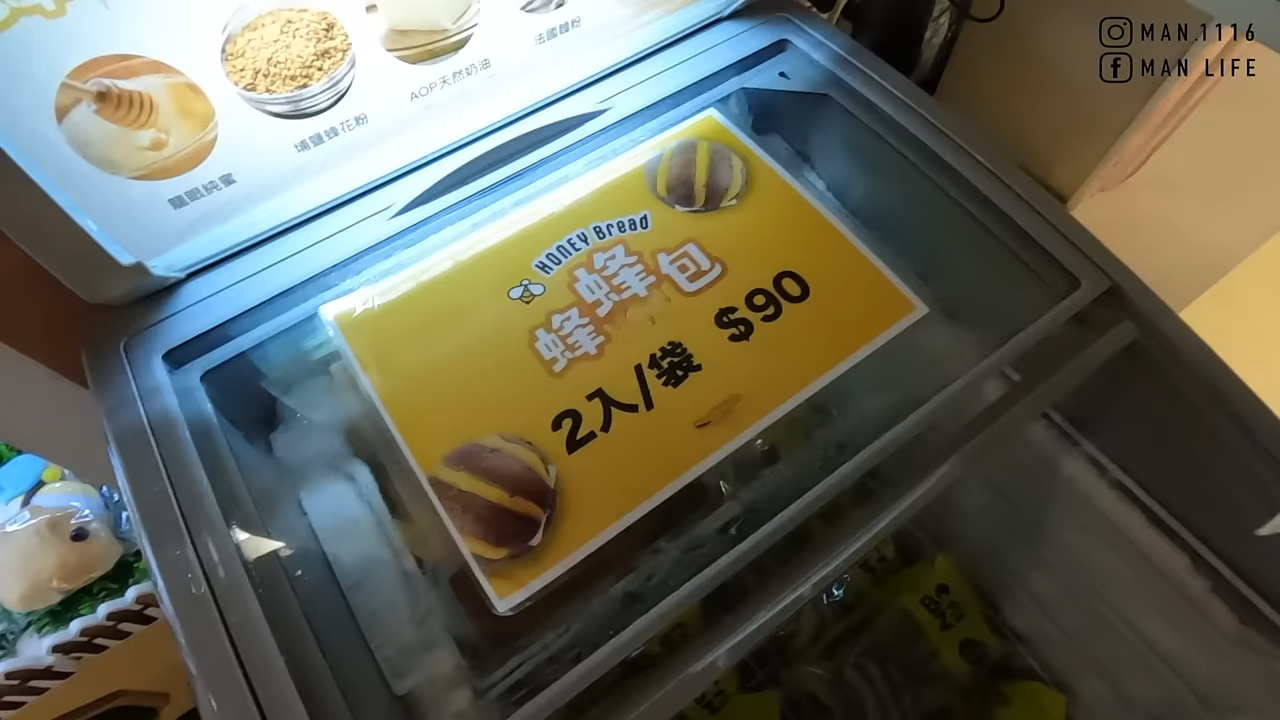 MAN.1116
MAN LIFE
法國麵粉
AOP天然奶油
埔鹽蜂花粉
龍眼純蜜
HONEY Bread
蜂蜂包
2入/袋 $90